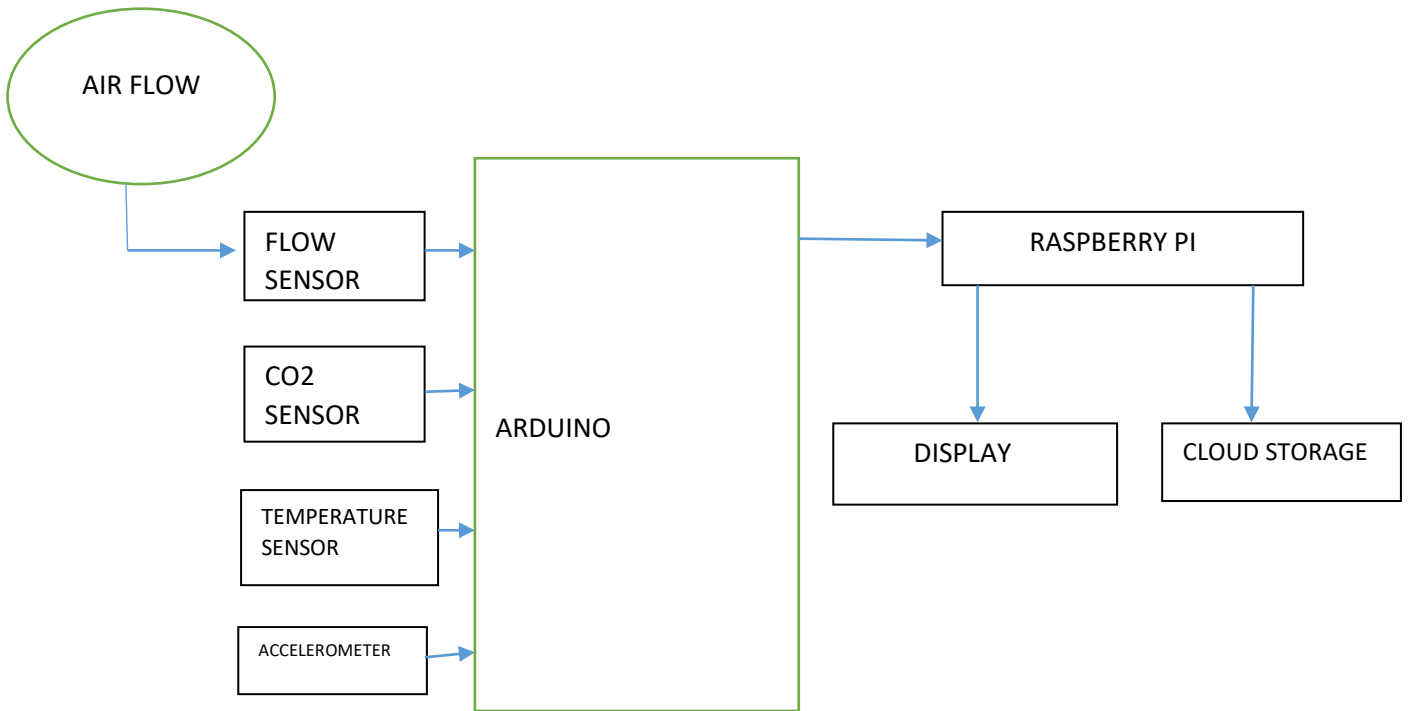 AIR FLOW
FLOW
SENSOR
RASPBERRY PI
CO2
SENSOR
ARDUINO
DISPLAY
CLOUD STORAGE
TEMPERATURE
SENSOR
ACCELEROMETER